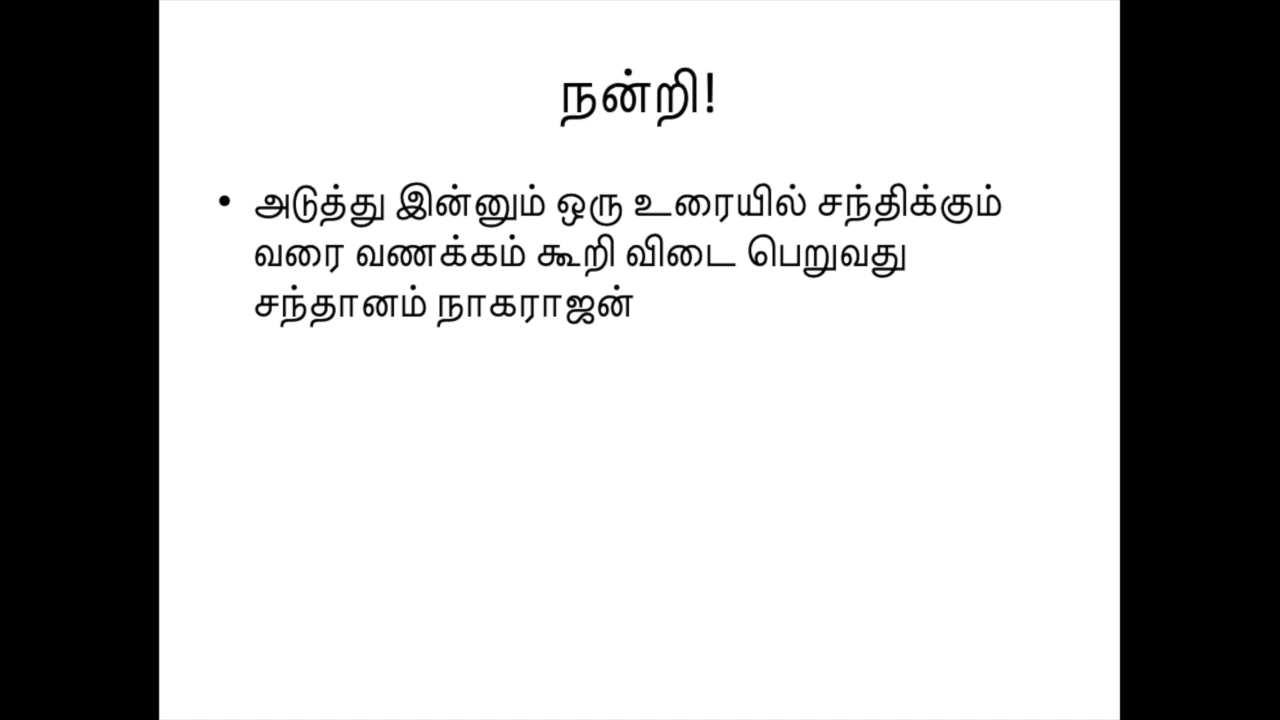 நன்றி!
• அடுத்து இன்னும் ஒரு உரையில் சந்திக்கும்
வரை வணக்கம் கூறி விடை பெறுவது
சந்தானம் நாகராஜன்